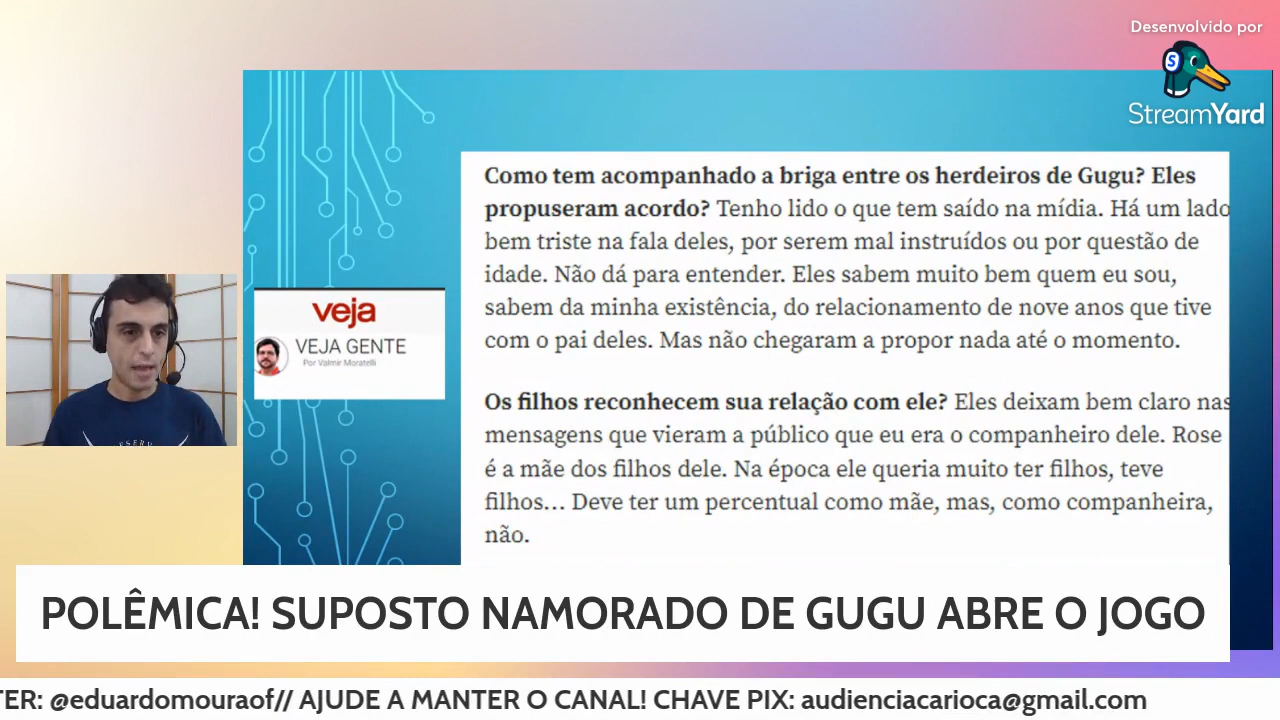 Desenvolvido por
StreamYard
Como tem acompanhado a briga entre os herdeiros de Gugu? Eles
propuseram acordo? Tenho lido o que tem saído na mídia. Há um lado
bem triste na fala deles, por serem mal instruídos ou por questão de
idade. Não dá para entender. Eles sabem muito bem quem eu sou,
sabem da minha existência, do relacionamento de nove anos que tive
com o pai deles. Mas não chegaram a propor nada até o momento.
veja
VEJA GENTE
Por Valmir Moratelli
Os filhos reconhecem sua relação com ele? Eles deixam bem claro nas
mensagens que vieram a público que eu era o companheiro dele. Rose
é a mãe dos filhos dele. Na época ele queria muito ter filhos, teve
filhos... Deve ter um percentual como mãe, mas, como companheira,
não.
POLÊMICA! SUPOSTO NAMORADO DE GUGU ABRE O JOGO
TER: @eduardomouraof// AJUDE A MANTER O CANAL! CHAVE PIX: audienciacarioca@gmail.com